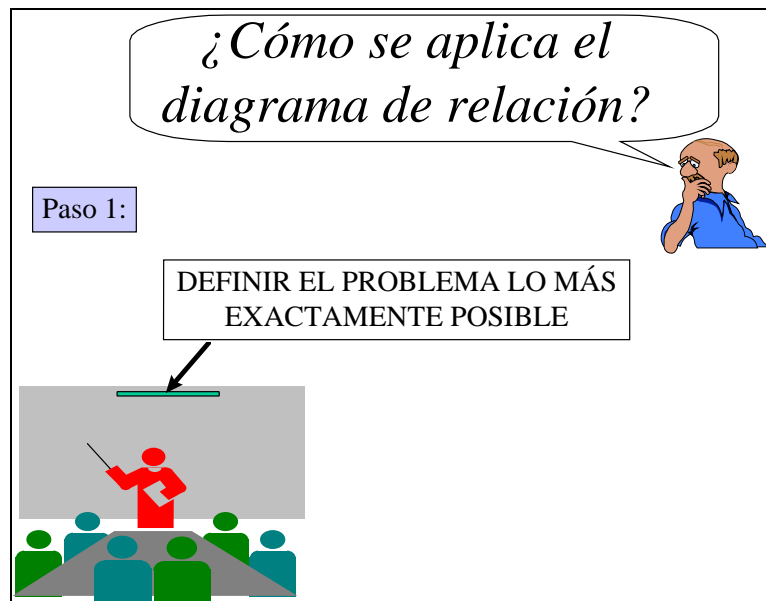 ¿Cómo se aplica el
diagrama de relación?
Paso 1:
DEFINIR EL PROBLEMA LO MÁS
EXACTAMENTE POSIBLE